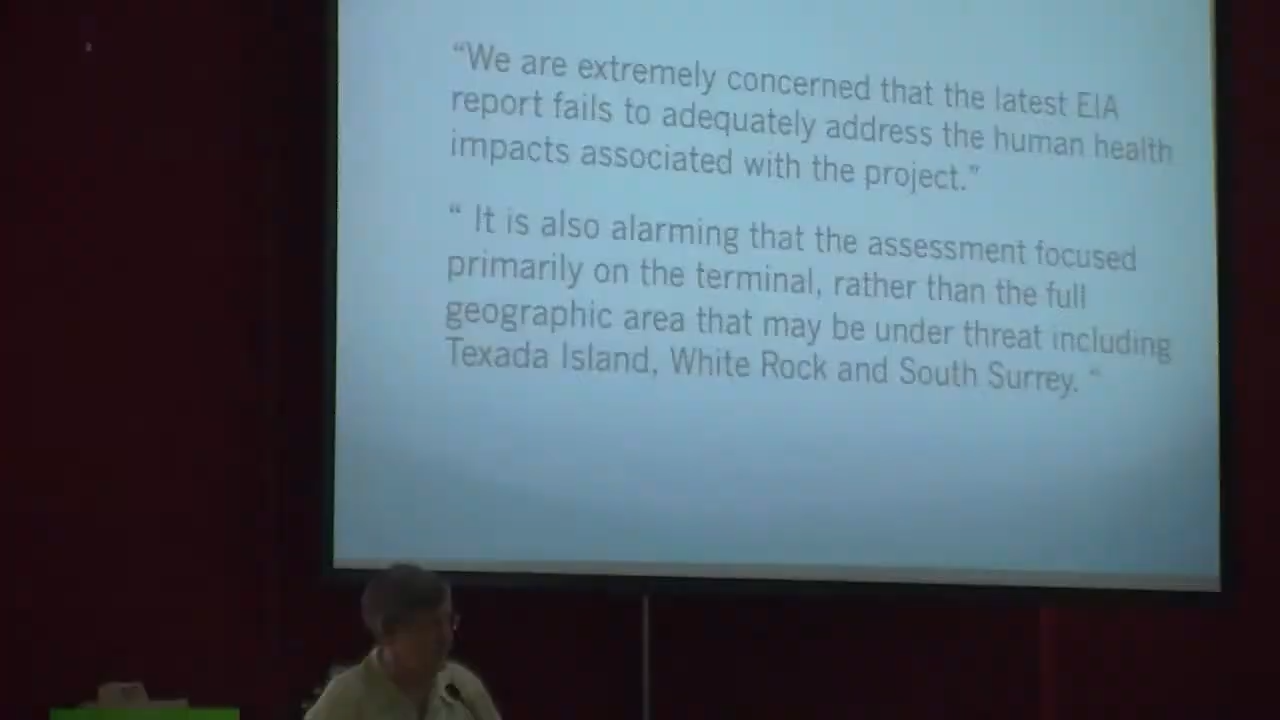 “We are extremely concerned that the latest EIA
report fails to adequately address the human health
impacts associated with the project.”
“ It is also alarming that the assessment focused
primarily on the terminal, rather than the full
geographic area that may be under threat including
Texada Island, White Rock and South Surrey. “